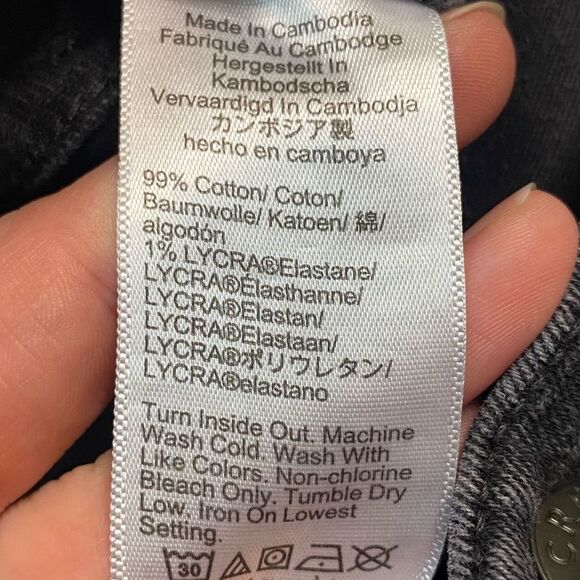 Made In Cambodia
Fabriqué Au Cambodge
Hergestellt In
Kambodscha
Vervaardigd In Cambodja
カンボジア製
hecho en camboya
99% Cotton/ Coton/
Baumwolle/ Katoen/ 綿/
algodón
1% LYCRA®Elastane/
LYCRA®Élasthanne/
LYCRA®Elastan/
LYCRA®Elastaan/
LYCRA®ポリウレタン/
LYCRA®elastano
Turn Inside Out. Machine
Wash Cold. Wash With
Like Colors. Non-chlorine
Bleach Only. Tumble Dry
Low. Iron On Lowest
Setting.
30
CR